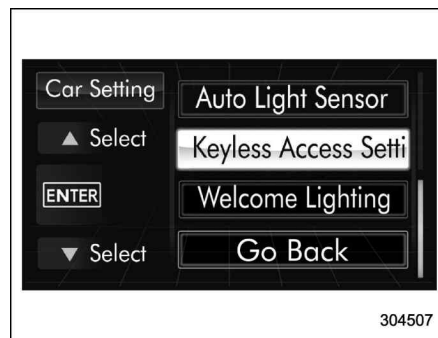 Car Setting
Auto Light Sensor
▲ Select
Keyless Access Setti
ENTER
Welcome Lighting
▼ Select
Go Back
304507